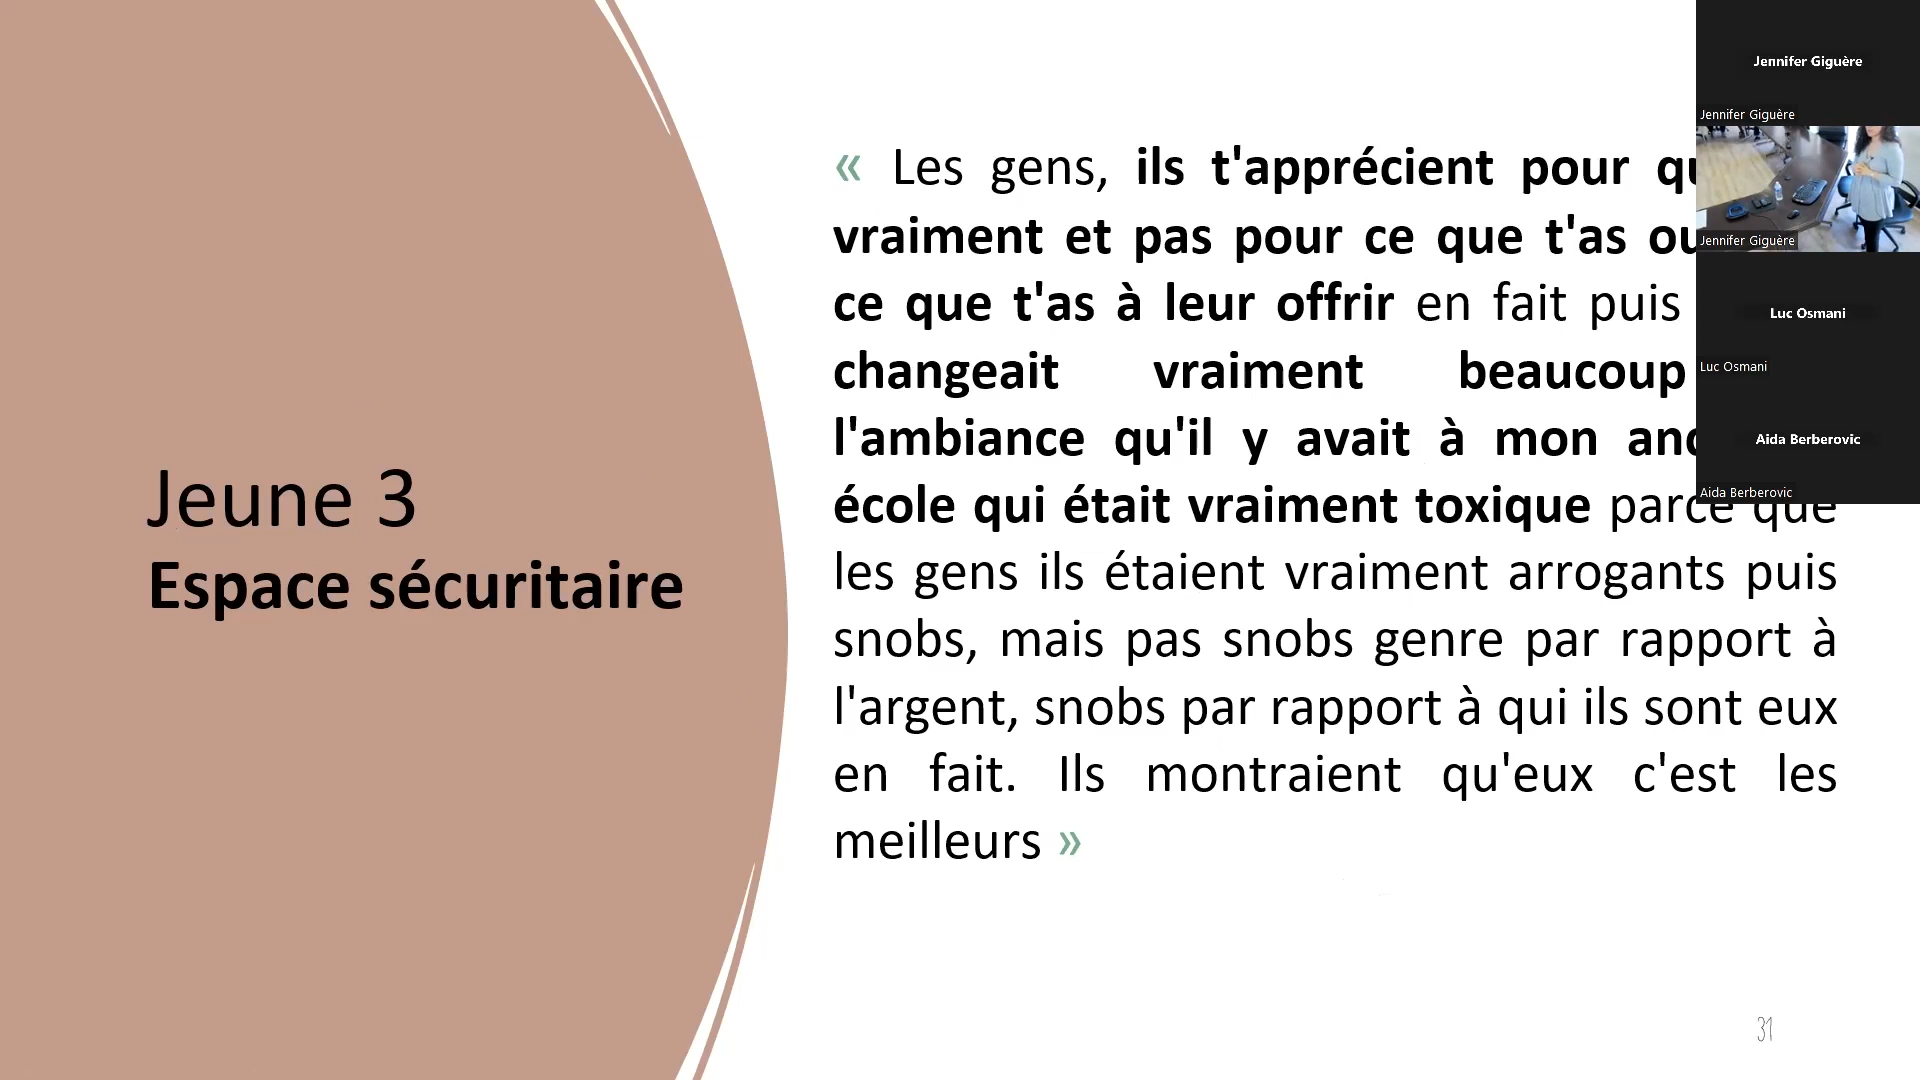 Jeune 3
Espace sécuritaire
« Les gens, ils t'apprécient pour
vraiment et pas pour ce que t'as
ce que t'as à leur offrir en fait puis
changeait vraiment beaucoup
l'ambiance qu'il y avait à mon
école qui était vraiment toxique parce que
les gens ils étaient vraiment arrogants puis
snobs, mais pas snobs genre par rapport à
l'argent, snobs par rapport à qui ils sont eux
en fait. Ils montraient qu'eux c'est les
meilleurs »
31
Jennifer Giguère
Jennifer Giguère
Jennifer Giguère
Luc Osmani
Luc Osmani
Aida Berberovic
Aida Berberovic